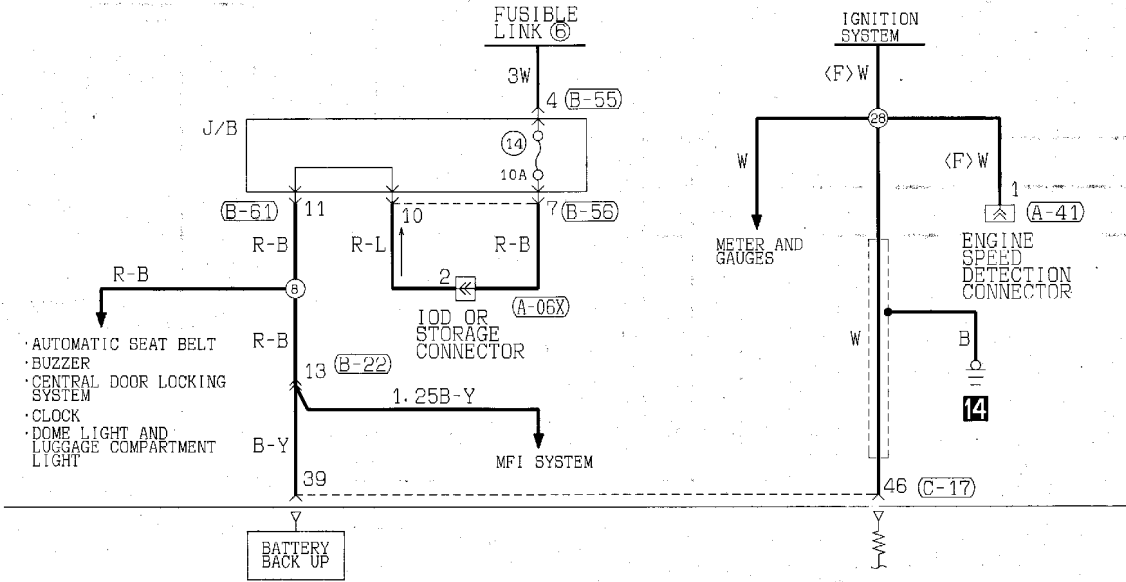 FUSIBLE
LINK ⑥
IGNITION
SYSTEM
3W
<F>W
4 (B-55)
J/B
⑭
10A
28
W
<F>W
1
(A-41)
(B-61) 11
10
7 (B-56)
R-B
R-L
R-B
METER AND
GAUGES
ENGINE
SPEED
DETECTION
CONNECTOR
R-B
8
2
(A-06X)
IOD OR
STORAGE
CONNECTOR
·AUTOMATIC SEAT BELT
·BUZZER
·CENTRAL DOOR LOCKING
SYSTEM
·CLOCK
·DOME LIGHT AND
LUGGAGE COMPARTMENT
LIGHT
R-B
13 (B-22)
W
B
14
1.25B-Y
B-Y
MFI SYSTEM
39
46 (C-17)
BATTERY
BACK UP